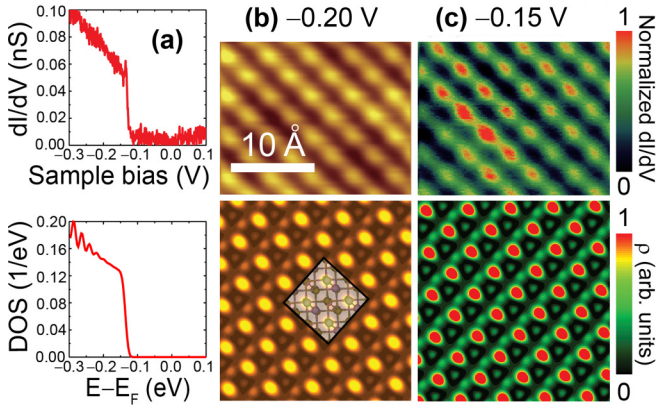 (a)
(b) −0.20 V
(c) −0.15 V
dI/dV (nS)
0.10
0.08
0.06
0.04
0.02
0.00
−0.3 −0.2 −0.1 0.0 0.1
Sample bias (V)
10 Å
1
Normalized dI/dV
0
DOS (1/eV)
0.20
0.16
0.12
0.08
0.04
0.00
−0.3 −0.2 −0.1 0.0 0.1
E−EF (eV)
1
ρ (arb. units)
0